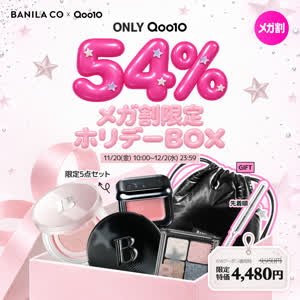 BANILA CO × Qoo10
メガ割
ONLY Qoo10
54%
メガ割限定
ホリデーBOX
11/20(金) 10:00~12/2(水) 23:59
限定5点セット
GIFT
先着順
B
限定
特価 4,480円